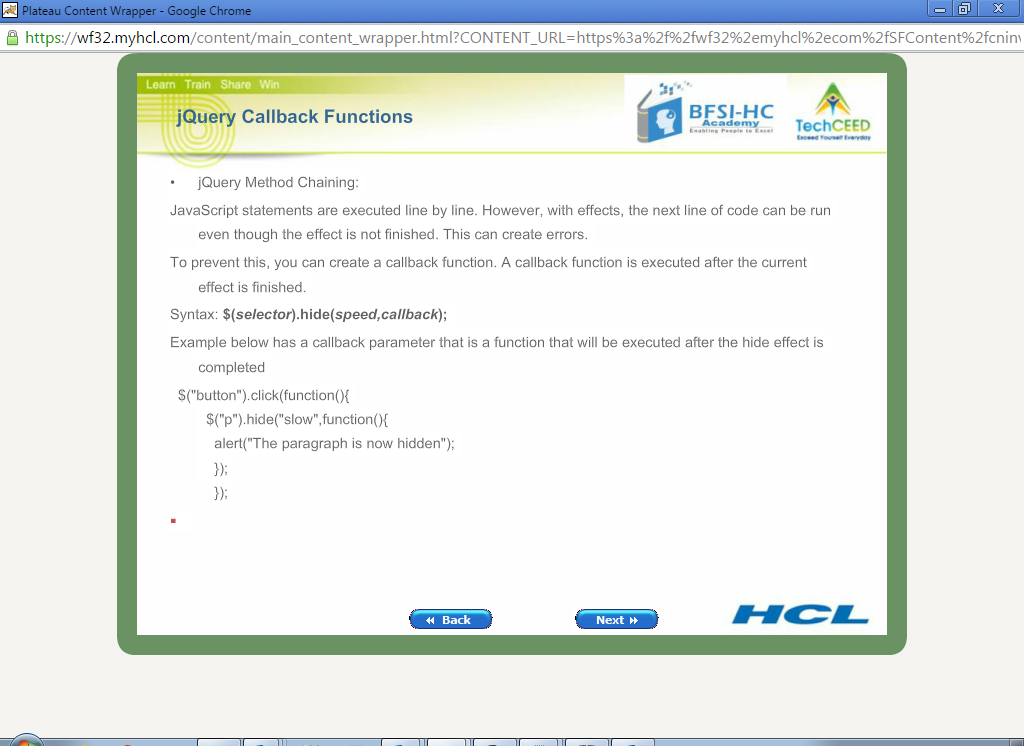 Plateau Content Wrapper - Google Chrome
https://wf32.myhcl.com/content/main_content_wrapper.html?CONTENT_URL=https%3a%2f%2fwf32%2emyhcl%2ecom%2fSFContent%2fcninv
Learn Train Share Win
jQuery Callback Functions
BFSI-HC
Academy
Enabling People to Excel
TechCEED
Exceed Yourself Everyday
• jQuery Method Chaining:
JavaScript statements are executed line by line. However, with effects, the next line of code can be run
even though the effect is not finished. This can create errors.
To prevent this, you can create a callback function. A callback function is executed after the current
effect is finished.
Syntax: $(selector).hide(speed,callback);
Example below has a callback parameter that is a function that will be executed after the hide effect is
completed
$("button").click(function(){
$("p").hide("slow",function(){
alert("The paragraph is now hidden");
});
});
Back
Next
HCL